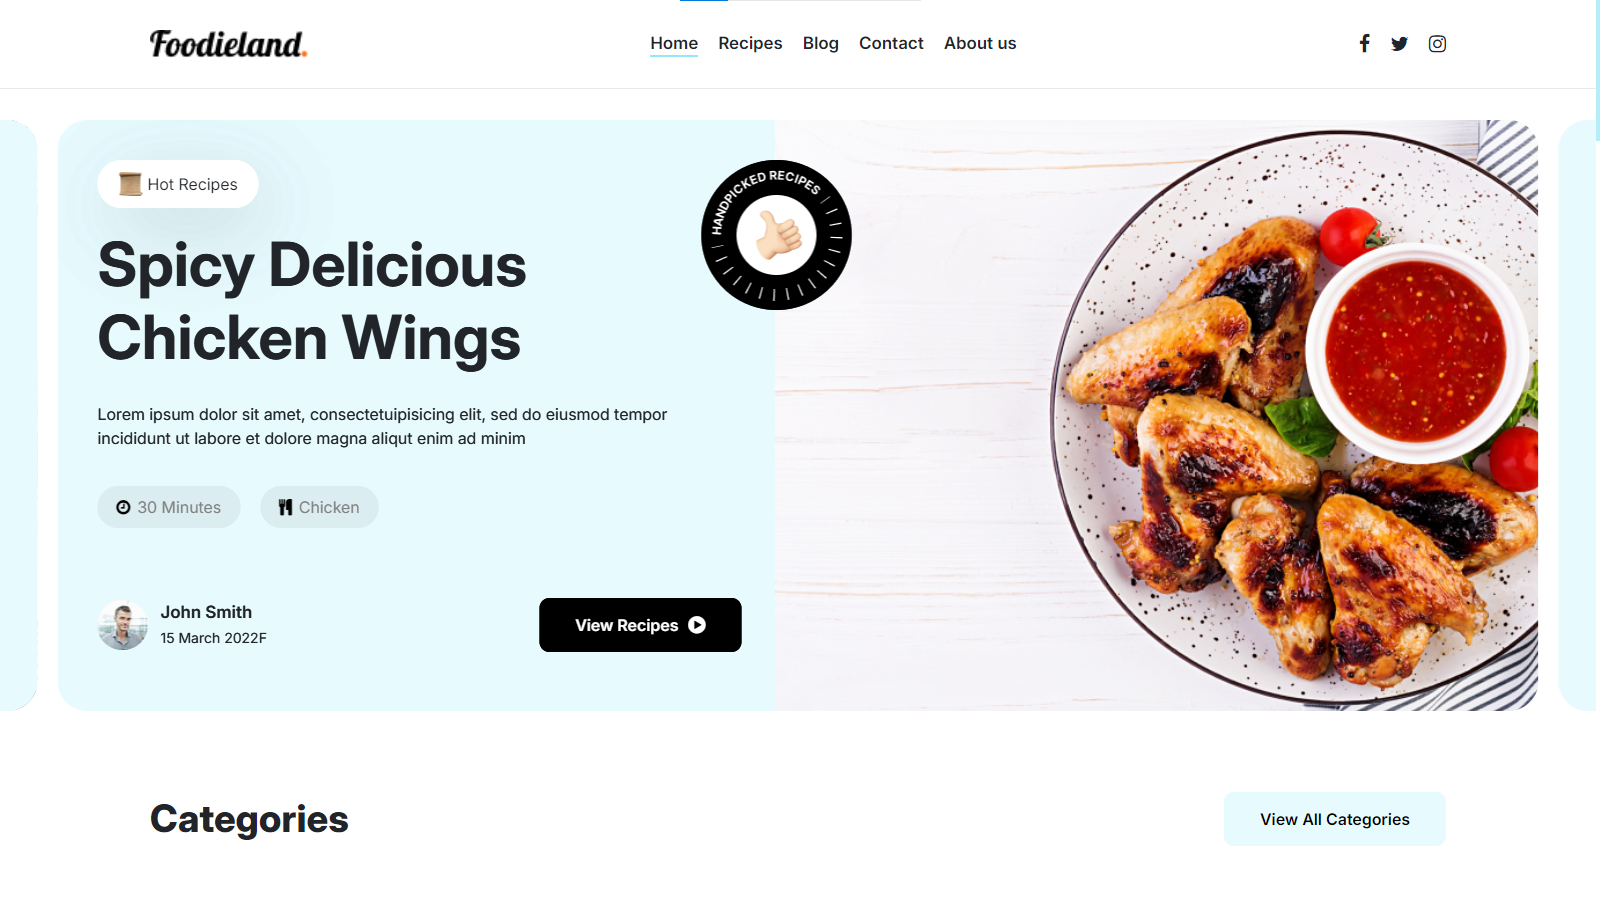 Foodieland.
Home Recipes Blog Contact About us
Hot Recipes
HANDPICKED RECIPES
Spicy Delicious
Chicken Wings
Lorem ipsum dolor sit amet, consectetuipisicing elit, sed do eiusmod tempor
incididunt ut labore et dolore magna aliqut enim ad minim
30 Minutes Chicken
John Smith
15 March 2022F
View Recipes
Categories
View All Categories